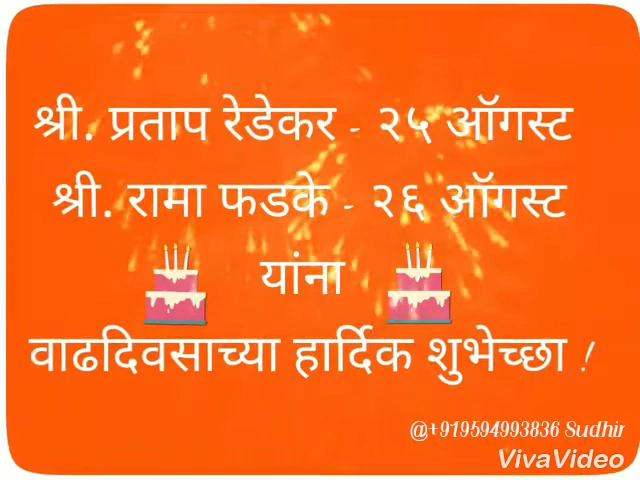 श्री. प्रताप रेडेकर - २५ ऑगस्ट
श्री. रामा फडके - २६ ऑगस्ट
यांना
वाढदिवसाच्या हार्दिक शुभेच्छा !
@+919594993836 Sudhir
VivaVideo